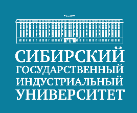 СИБИРСКИЙ
ГОСУДАРСТВЕННЫЙ
ИНДУСТРИАЛЬНЫЙ
УНИВЕРСИТЕТ